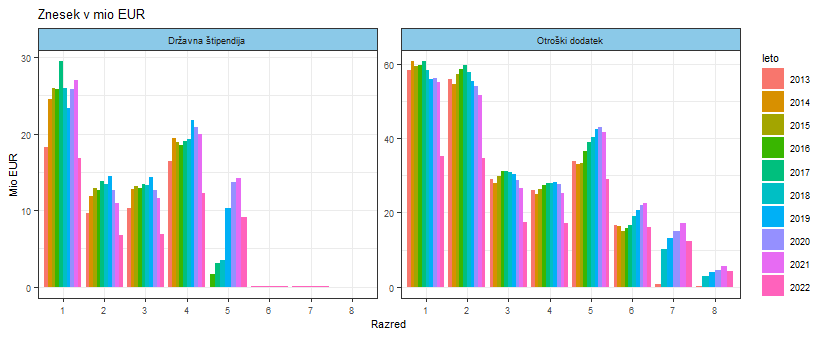 Znesek v mio EUR
Državna štipendija
Otroški dodatek
30
20
10
0
60
40
20
0
Mio EUR
1 2 3 4 5 6 7 8
1 2 3 4 5 6 7 8
Razred
leto
2013
2014
2015
2016
2017
2018
2019
2020
2021
2022